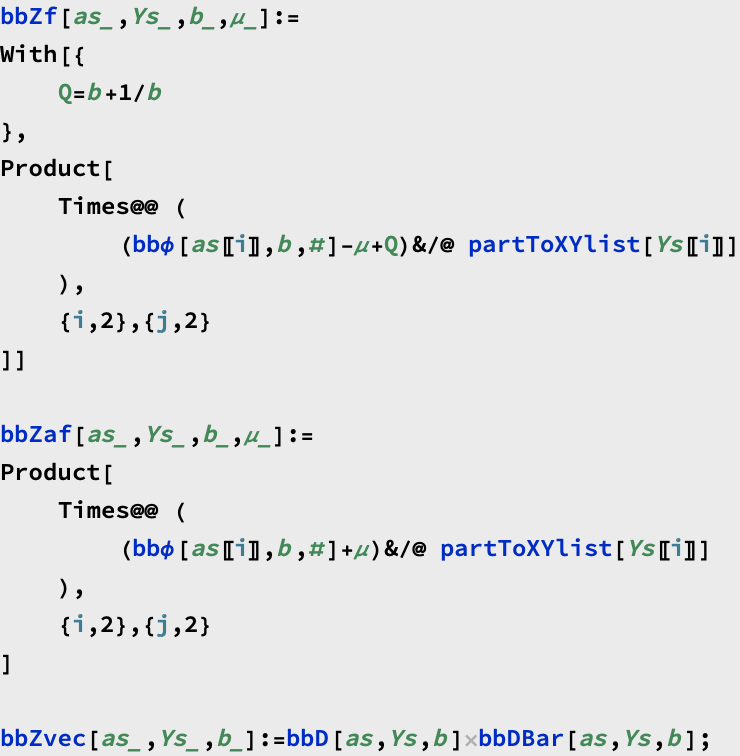 bbZf[as_,Ys_,b_,μ_]:=
With[{
Q=b+1/b
},
Product[
Times@@ (
(bbϕ[as〚i〛,b,#]-μ+Q)&/@ partToXYlist[Ys〚i〛]
),
{i,2},{j,2}
]]
bbZaf[as_,Ys_,b_,μ_]:=
Product[
Times@@ (
(bbϕ[as〚i〛,b,#]+μ)&/@ partToXYlist[Ys〚i〛]
),
{i,2},{j,2}
]
bbZvec[as_,Ys_,b_]:=bbD[as,Ys,b]×bbDBar[as,Ys,b];